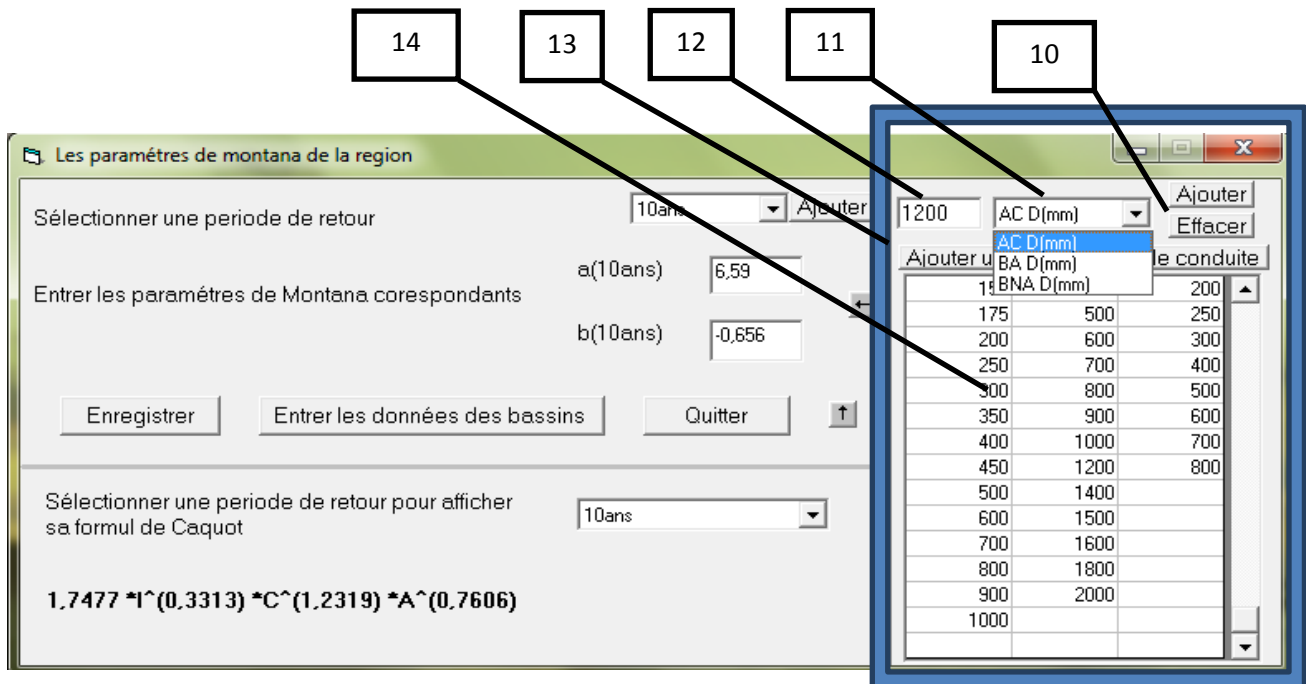 14 13 12 11 10
Les paramétres de montana de la region
Sélectionner une periode de retour
10ans
Ajouter
Entrer les paramétres de Montana corespondants
a(10ans) 6,59
b(10ans) -0,656
←
Enregistrer Entrer les données des bassins Quitter ↑
Sélectionner une periode de retour pour afficher
sa formul de Caquot
10ans
1,7477 *I^(0,3313) *C^(1,2319) *A^(0,7606)
1200 AC D(mm) Ajouter
Effacer
AC D(mm)
BA D(mm)
BNA D(mm)
Ajouter conduite
200
175 500 250
200 600 300
250 700 400
300 800 500
350 900 600
400 1000 700
450 1200 800
500 1400
600 1500
700 1600
800 1800
900 2000
1000